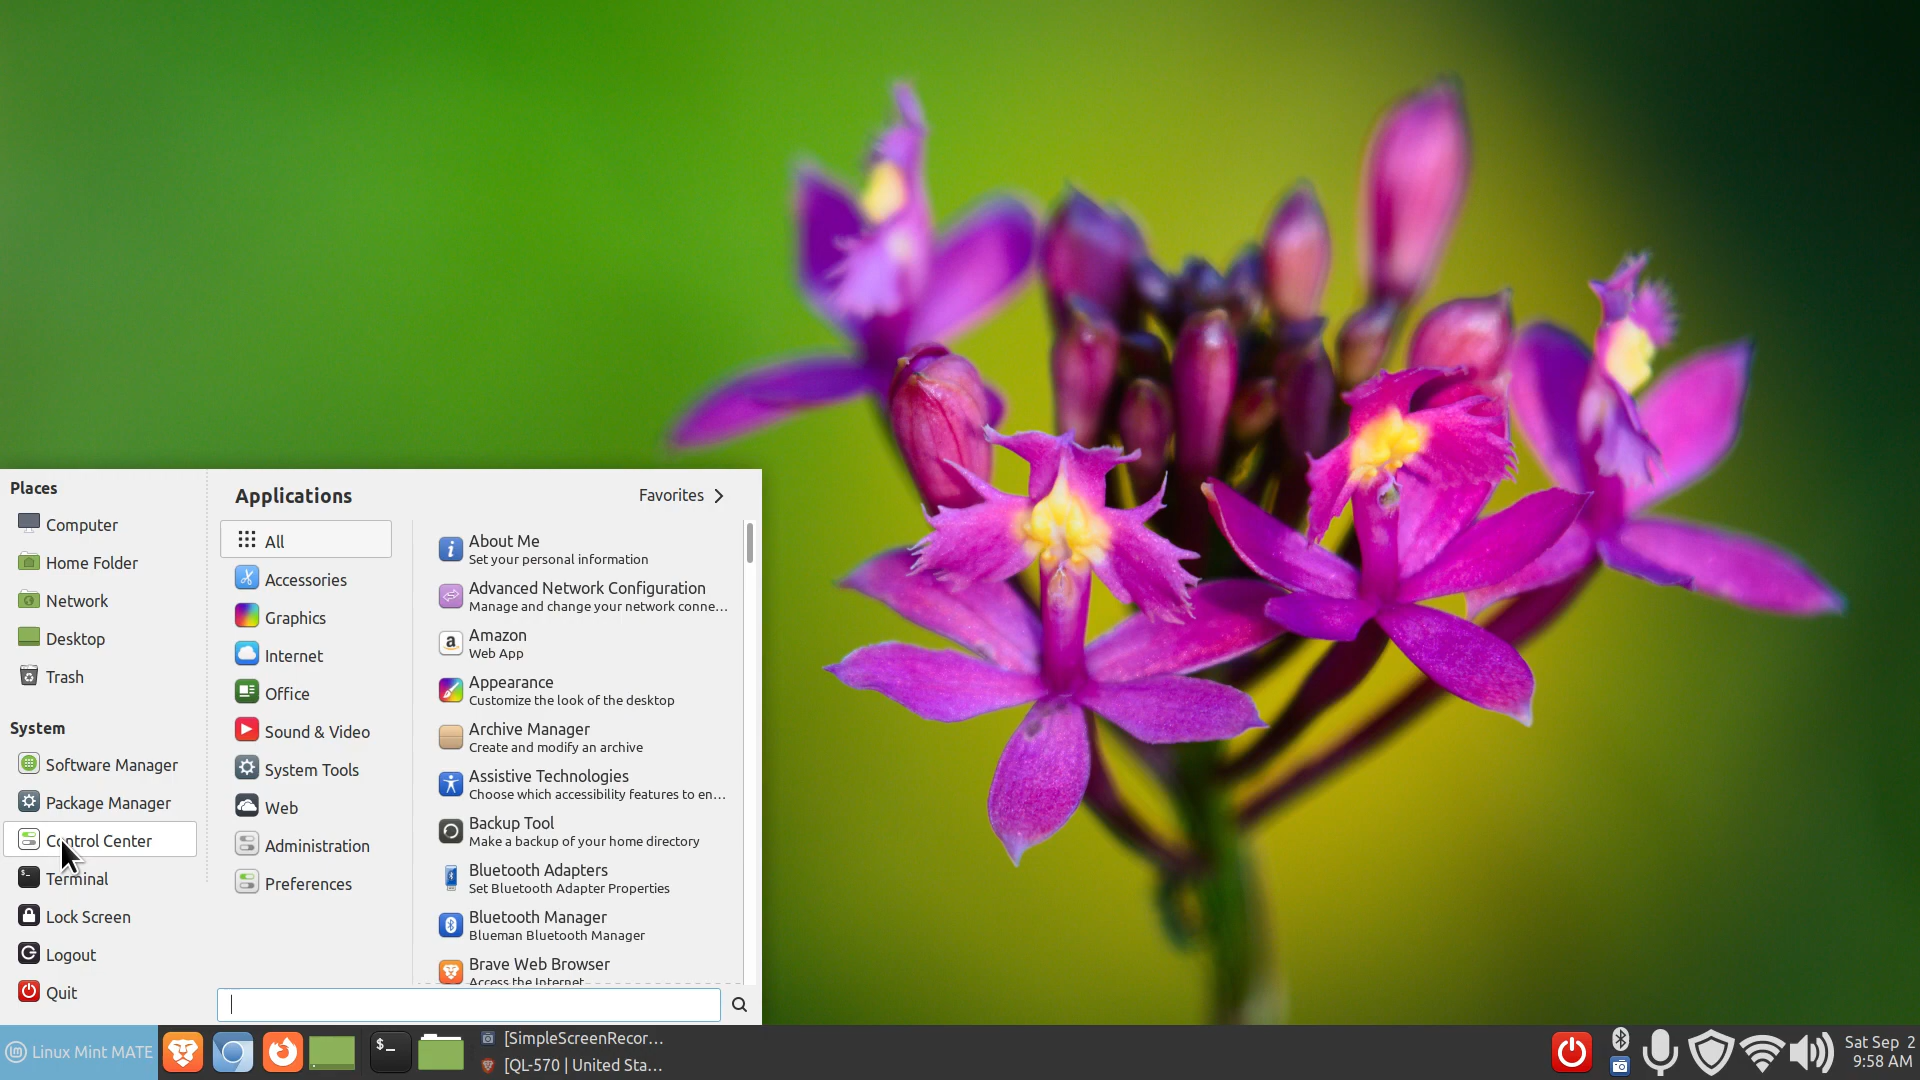 Places
Computer
Home Folder
Network
Desktop
Trash
System
Software Manager
Package Manager
Control Center
Terminal
Lock Screen
Logout
Quit
Applications
Favorites
All
Accessories
Graphics
Internet
Office
Sound & Video
System Tools
Web
Administration
Preferences
About Me
Set your personal information
Advanced Network Configuration
Manage and change your network conne...
Amazon
Web App
Appearance
Customize the look of the desktop
Archive Manager
Create and modify an archive
Assistive Technologies
Choose which accessibility features to en...
Backup Tool
Make a backup of your home directory
Bluetooth Adapters
Set Bluetooth Adapter Properties
Bluetooth Manager
Blueman Bluetooth Manager
Brave Web Browser
Access the Internet
Linux Mint MATE
[SimpleScreenRecor...
[QL-570 | United Sta...
Sat Sep 2
9:58 AM